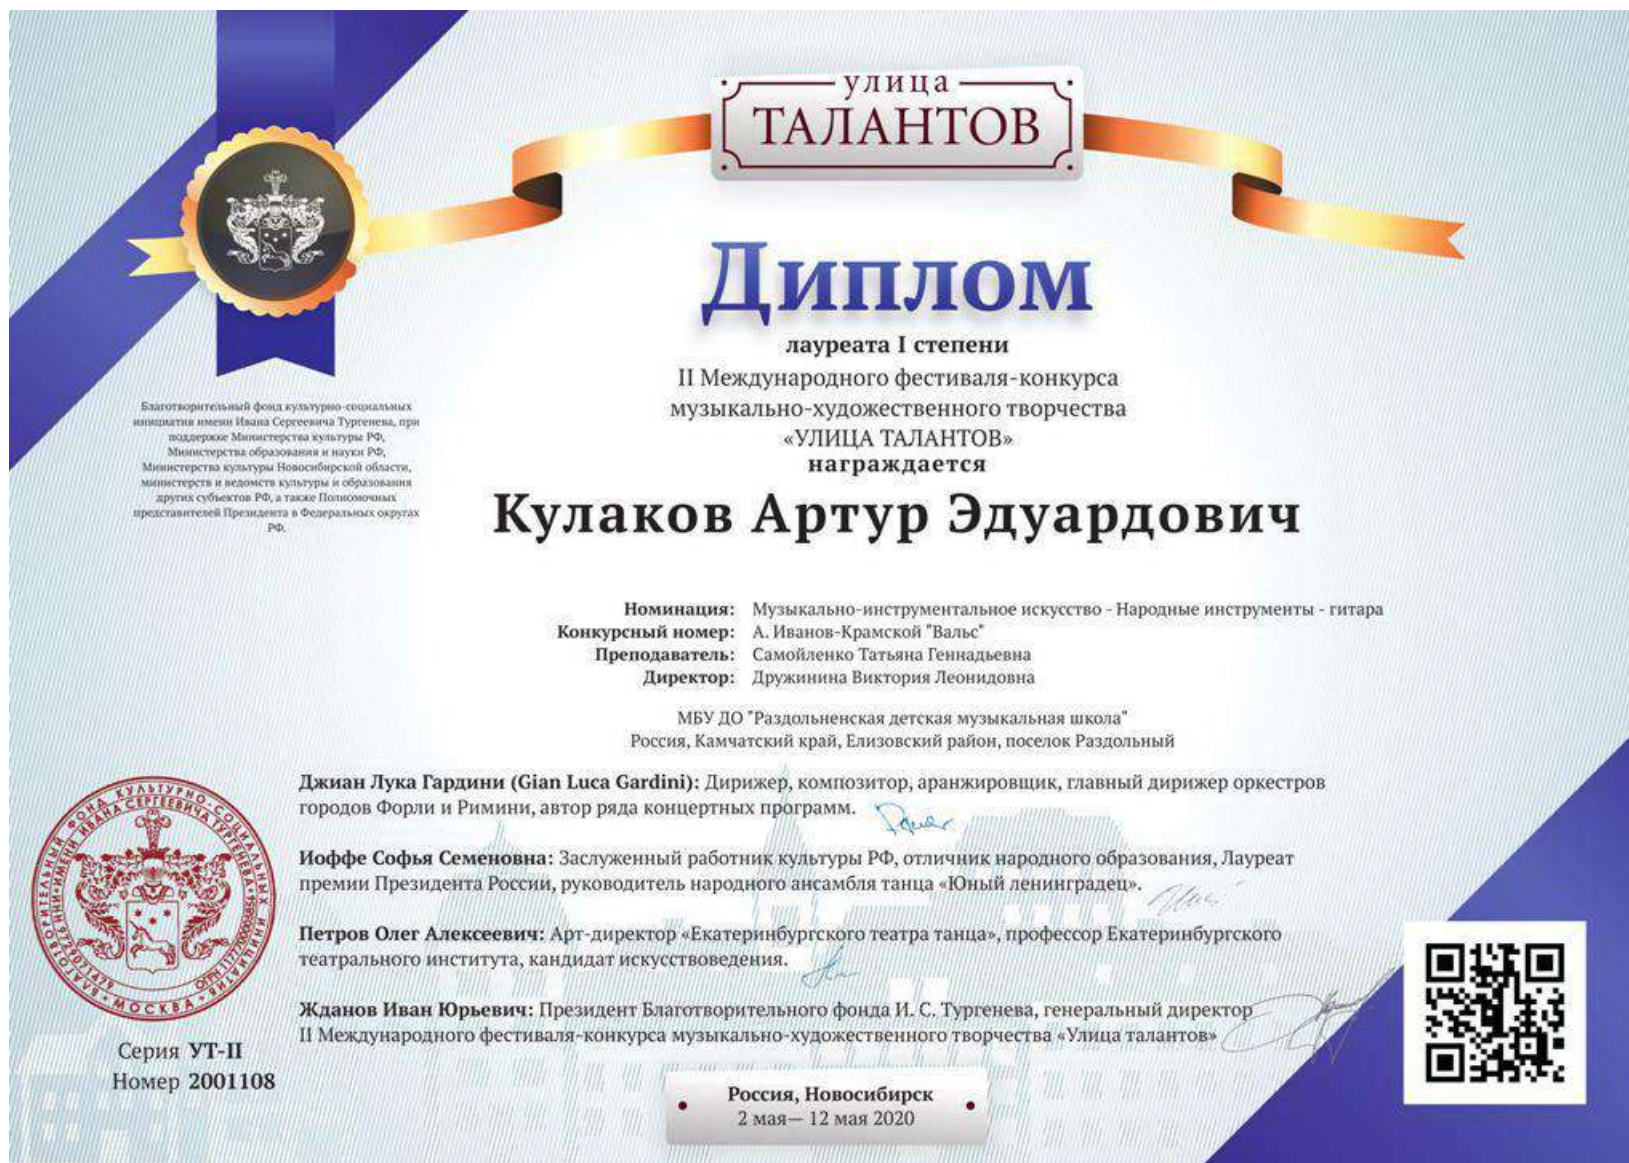 улица
ТАЛАНТОВ
Диплом
лауреата I степени
II Международного фестиваля-конкурса
музыкально-художественного творчества
«УЛИЦА ТАЛАНТОВ»
награждается
Кулаков Артур Эдуардович
Благотворительный фонд культурно-социальных
инициатив имени Ивана Сергеевича Тургенева, при
поддержке Министерства культуры РФ,
Министерства образования и науки РФ,
Министерства культуры Новосибирской области,
министерств и ведомств культуры и образования
других субъектов РФ, а также Полномочных
представителей Президента в Федеральных округах
РФ.
Номинация: Музыкально-инструментальное искусство - Народные инструменты - гитара
Конкурсный номер: А. Иванов-Крамской "Вальс"
Преподаватель: Самойленко Татьяна Геннадьевна
Директор: Дружинина Виктория Леонидовна
МБУ ДО "Раздольненская детская музыкальная школа"
Россия, Камчатский край, Елизовский район, поселок Раздольный
Джиан Лука Гардини (Gian Luca Gardini): Дирижер, композитор, аранжировщик, главный дирижер оркестров
городов Форли и Римини, автор ряда концертных программ.
Иоффе Софья Семеновна: Заслуженный работник культуры РФ, отличник народного образования, Лауреат
премии Президента России, руководитель народного ансамбля танца «Юный ленинградец».
Петров Олег Алексеевич: Арт-директор «Екатеринбургского театра танца», профессор Екатеринбургского
театрального института, кандидат искусствоведения.
Жданов Иван Юрьевич: Президент Благотворительного фонда И. С. Тургенева, генеральный директор
II Международного фестиваля-конкурса музыкально-художественного творчества «Улица талантов»
БЛАГОТВОРИТЕЛЬНЫЙ ФОНД КУЛЬТУРНО-СОЦИАЛЬНЫХ ИНИЦИАТИВ
ИМЕНИ ИВАНА СЕРГЕЕВИЧА ТУРГЕНЕВА
МОСКВА
Серия УТ-II
Номер 2001108
Россия, Новосибирск
2 мая— 12 мая 2020